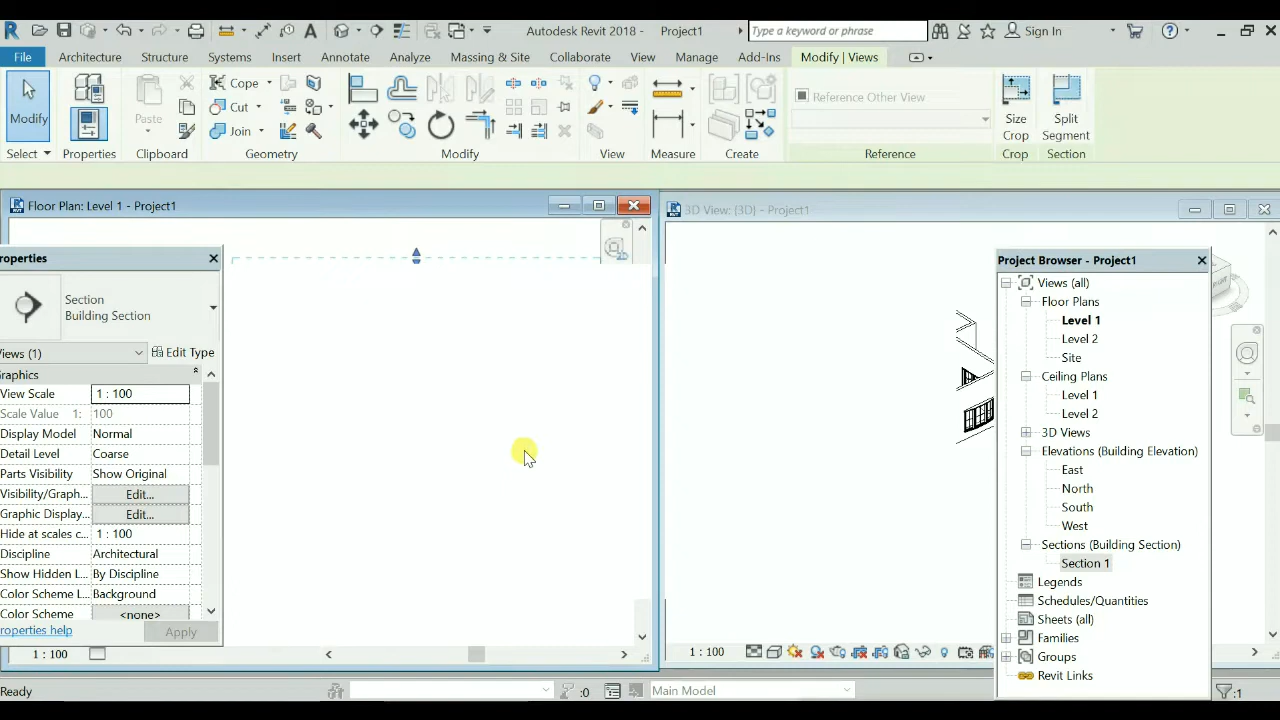 Autodesk Revit 2018 - Project1
Type a keyword or phrase
Sign In
File Architecture Structure Systems Insert Annotate Analyze Massing & Site Collaborate View Manage Add-Ins Modify | Views
Modify
Paste
Cope
Cut
Join
Reference Other View
Size Crop
Split Segment
Select Properties Clipboard Geometry Modify View Measure Create Reference Crop Section
Floor Plan: Level 1 - Project1
3D View: {3D} - Project1
roperties
Section
Building Section
iews (1)
Edit Type
raphics
View Scale 1 : 100
Scale Value 1: 100
Display Model Normal
Detail Level Coarse
Parts Visibility Show Original
Visibility/Graph... Edit...
Graphic Display... Edit...
Hide at scales c... 1 : 100
Discipline Architectural
Show Hidden L... By Discipline
Color Scheme L... Background
Color Scheme <none>
roperties help
Apply
Project Browser - Project1
Views (all)
Floor Plans
Level 1
Level 2
Site
Ceiling Plans
Level 1
Level 2
3D Views
Elevations (Building Elevation)
East
North
South
West
Sections (Building Section)
Section 1
Legends
Schedules/Quantities
Sheets (all)
Families
Groups
Revit Links
1 : 100
1 : 100
Ready
:0
Main Model
:1